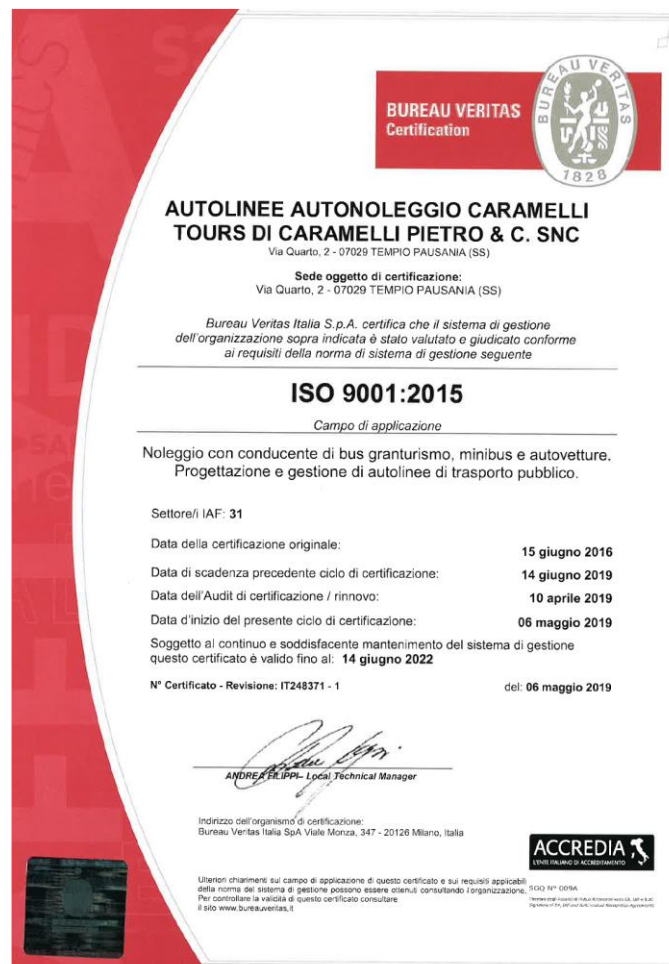 BUREAU VERITAS
Certification
BUREAU VERITAS
1828
AUTOLINEE AUTONOLEGGIO CARAMELLI
TOURS DI CARAMELLI PIETRO & C. SNC
Via Quarto, 2 - 07029 TEMPIO PAUSANIA (SS)
Sede oggetto di certificazione:
Via Quarto, 2 - 07029 TEMPIO PAUSANIA (SS)
Bureau Veritas Italia S.p.A. certifica che il sistema di gestione
dell'organizzazione sopra indicata è stato valutato e giudicato conforme
ai requisiti della norma di sistema di gestione seguente
ISO 9001:2015
Campo di applicazione
Noleggio con conducente di bus granturismo, minibus e autovetture.
Progettazione e gestione di autolinee di trasporto pubblico.
Settore/i IAF: 31
Data della certificazione originale: 15 giugno 2016
Data di scadenza precedente ciclo di certificazione: 14 giugno 2019
Data dell'Audit di certificazione / rinnovo: 10 aprile 2019
Data d'inizio del presente ciclo di certificazione: 06 maggio 2019
Soggetto al continuo e soddisfacente mantenimento del sistema di gestione
questo certificato è valido fino al: 14 giugno 2022
N° Certificato - Revisione: IT248371 - 1 del: 06 maggio 2019
ANDREA FILIPPI– Local Technical Manager
Indirizzo dell'organismo di certificazione:
Bureau Veritas Italia SpA Viale Monza, 347 - 20126 Milano, Italia
ACCREDIA
L'ENTE ITALIANO DI ACCREDITAMENTO
Ulteriori chiarimenti sul campo di applicazione di questo certificato e sui requisiti applicabili
della norma del sistema di gestione possono essere ottenuti consultando l'organizzazione.
Per controllare la validità di questo certificato consultare
il sito www.bureauveritas.it
SGQ N° 009A